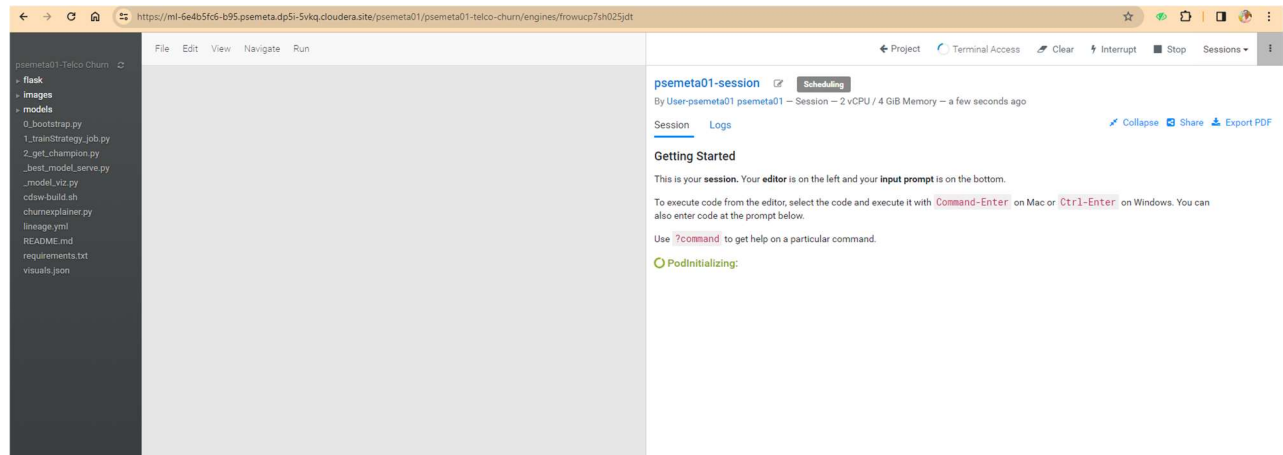 https://ml-6e4b5fc6-b95.psemeta.dp5i-5vkq.cloudera.site/psemeta01/psemeta01-telco-churn/engines/frowucp7sh025jdt
File Edit View Navigate Run
Project Terminal Access Clear Interrupt Stop Sessions
psemeta01-Telco Churn
flask
images
models
0_bootstrap.py
1_trainStrategy_job.py
2_get_champion.py
_best_model_serve.py
_model_viz.py
cdsw-build.sh
churnexplainer.py
lineage.yml
README.md
requirements.txt
visuals.json
psemeta01-session Scheduling
By User-psemeta01 psemeta01 — Session — 2 vCPU / 4 GiB Memory — a few seconds ago
Session Logs
Collapse Share Export PDF
Getting Started
This is your session. Your editor is on the left and your input prompt is on the bottom.
To execute code from the editor, select the code and execute it with Command-Enter on Mac or Ctrl-Enter on Windows. You can
also enter code at the prompt below.
Use ?command to get help on a particular command.
PodInitializing: